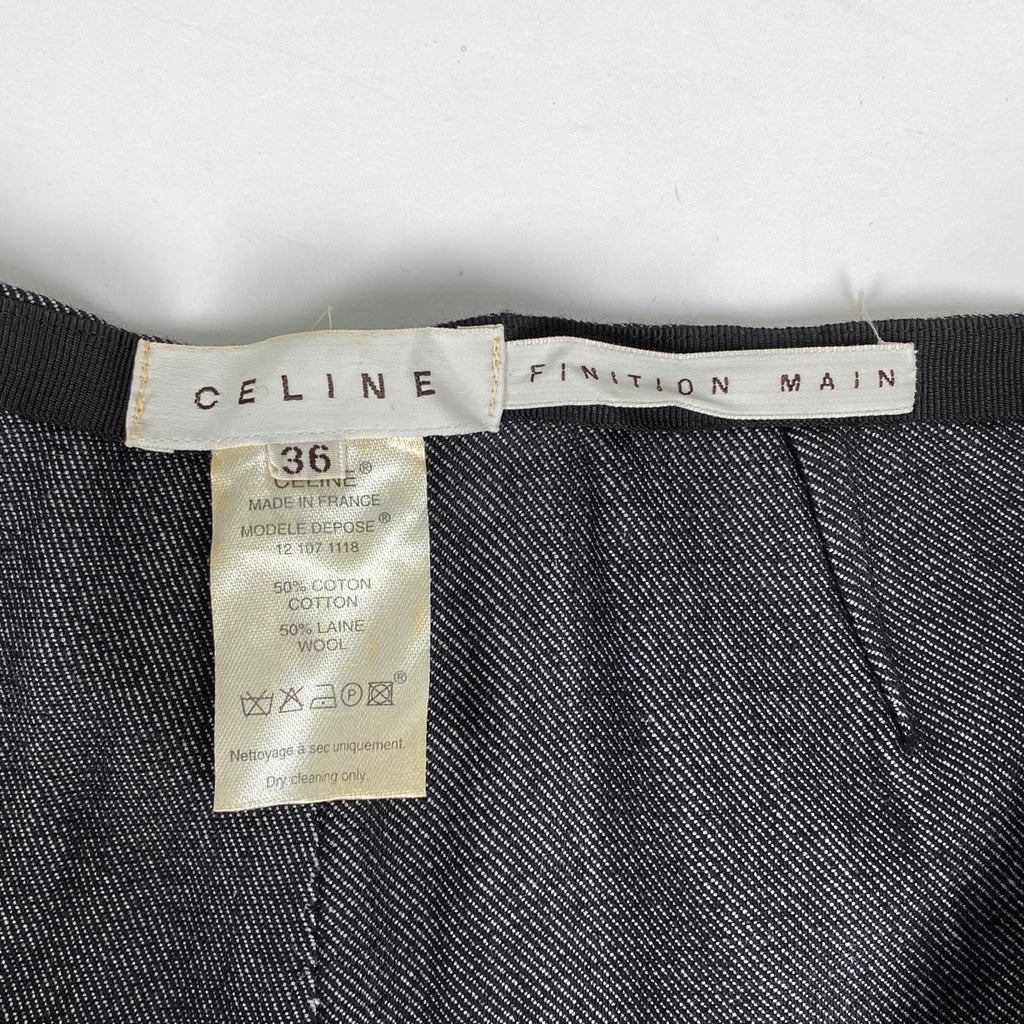 CELINE
FINITION MAIN
36
CELINE®
MADE IN FRANCE
MODELE DEPOSE®
12 107 1118
50% COTON
COTTON
50% LAINE
WOOL
P
®
Nettoyage à sec uniquement.
Dry cleaning only.